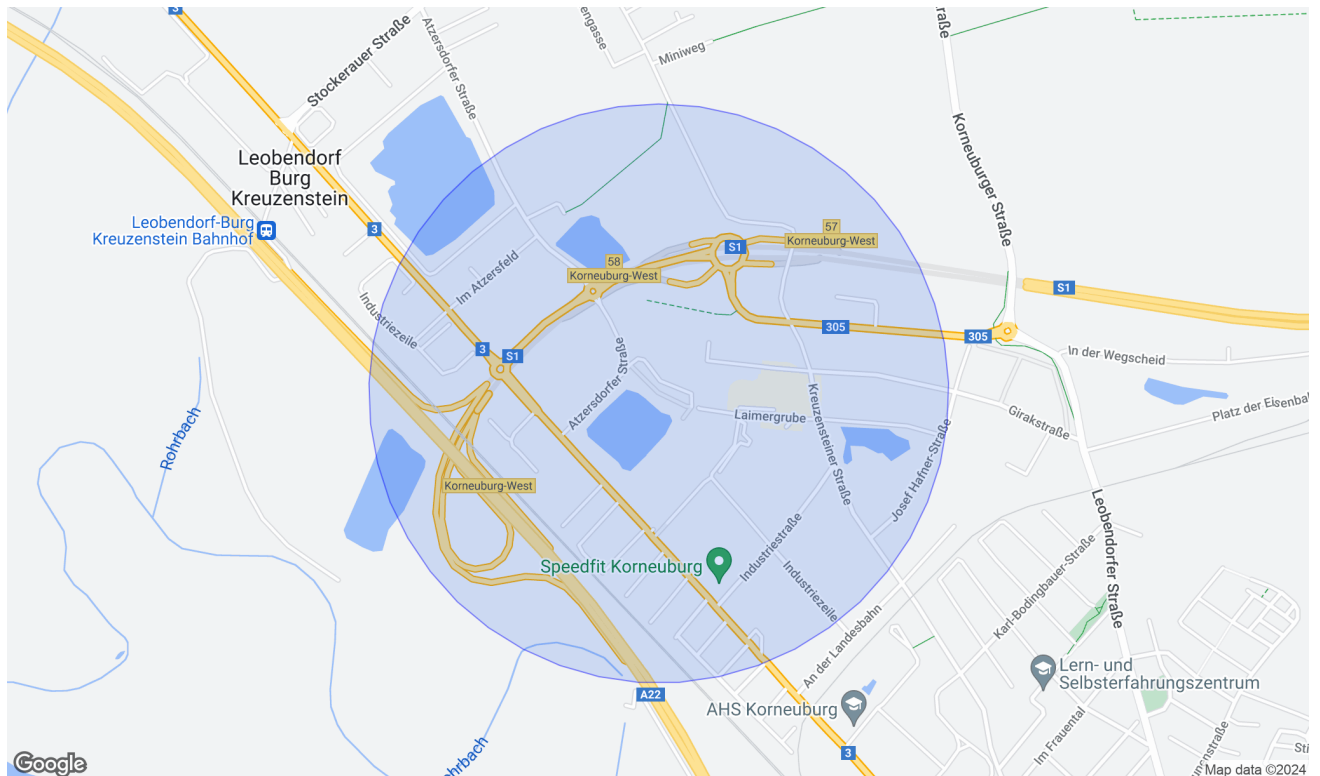 3
Stockerauer Straße
Atzersdorfer Straße
Miniweg
Korneuburger Straße
Leobendorf
Burg
Kreuzenstein
Leobendorf-Burg
Kreuzenstein Bahnhof
3
57
Korneuburg-West
S1
58
Korneuburg-West
Im Atzersfeld
S1
Industriezeile
3
S1
305
305
In der Wegscheid
Atzersdorfer Straße
Laimergrube
Kreuzensteiner Straße
Girakstraße
Rohrbach
Josef Hafner-Straße
Korneuburg-West
Leobendorfer Straße
Speedfit Korneuburg
Industriestraße
Industriezeile
Karl-Bodingbauer-Straße
An der Landesbahn
Lern- und
Selbsterfahrungszentrum
A22
AHS Korneuburg
Im Frauental
3
Google
Map data ©2024